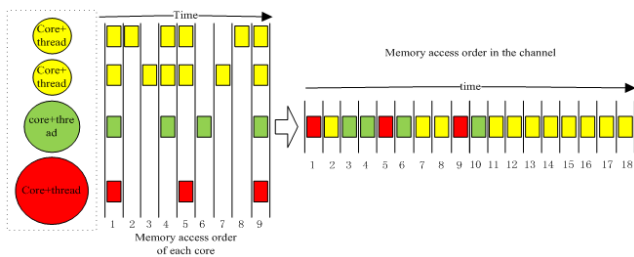 Time
Core+
thread
Core+
thread
core+thre
ad
Core+thread
1 2 3 4 5 6 7 8 9
Memory access order
of each core
Memory access order in the channel
time
1 2 3 4 5 6 7 8 9 10 11 12 13 14 15 16 17 18